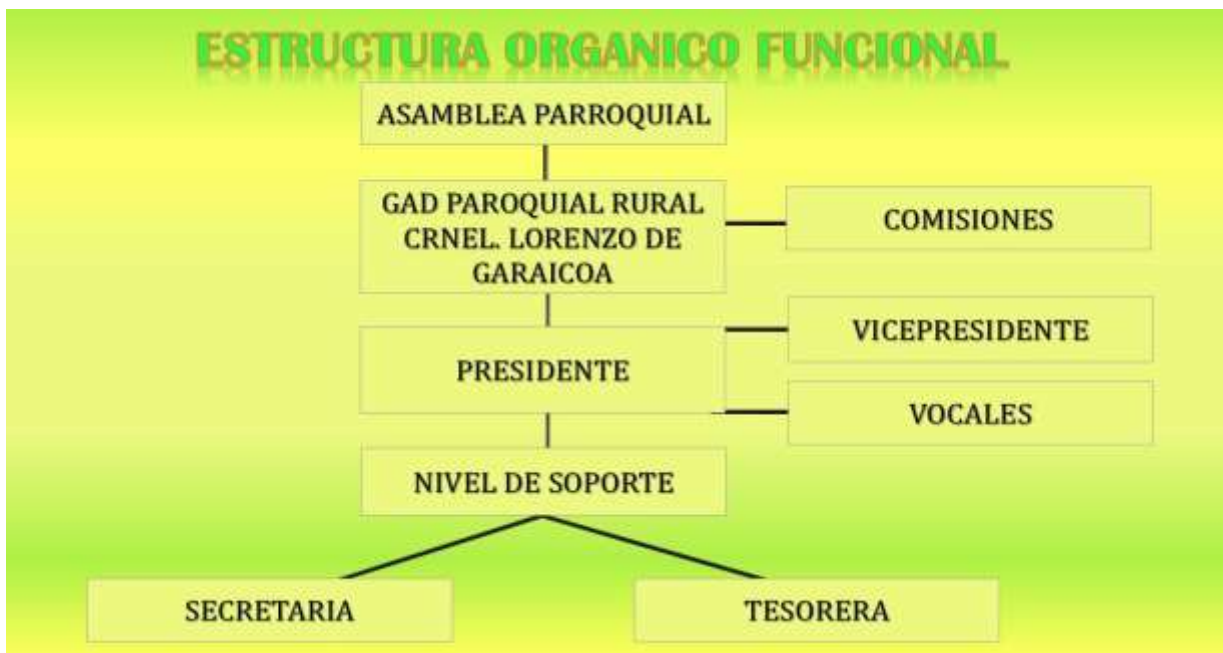 ESTRUCTURA ORGANICO FUNCIONAL
ASAMBLEA PARROQUIAL
GAD PAROQUIAL RURAL
CRNEL. LORENZO DE
GARAICOA
COMISIONES
VICEPRESIDENTE
PRESIDENTE
VOCALES
NIVEL DE SOPORTE
SECRETARIA
TESORERA